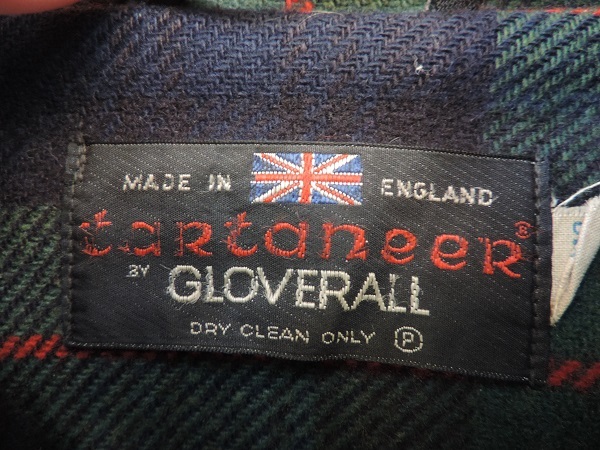 MADE IN ENGLAND
tartaneer®
BY GLOVERALL
DRY CLEAN ONLY Ⓟ